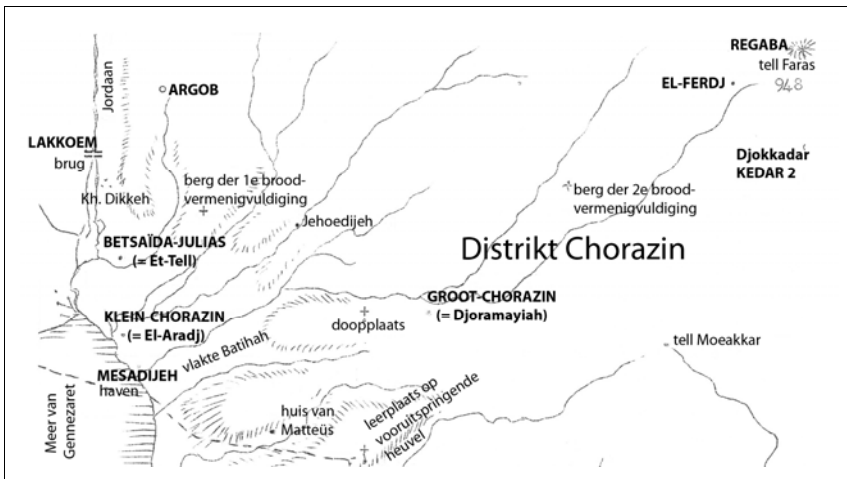 REGABA
tell Faras
948
EL-FERDJ
Jordaan
ARGOB
LAKKOEM
brug
Djokkadar
KEDAR 2
berg der 1e brood-
vermenigvuldiging
berg der 2e brood-
vermenigvuldiging
Kh. Dikkeh
Jehoedijeh
BETSAÏDA-JULIAS
(= Et-Tell)
Distrikt Chorazin
GROOT-CHORAZIN
(= Djoramayiah)
KLEIN-CHORAZIN
(= El-Aradj)
doopplaats
vlakte Batihah
tell Moeakkar
MESADIJEH
haven
Meer van
Gennezaret
huis van
Matteüs
leerplaats op
vooruitspringende
heuvel